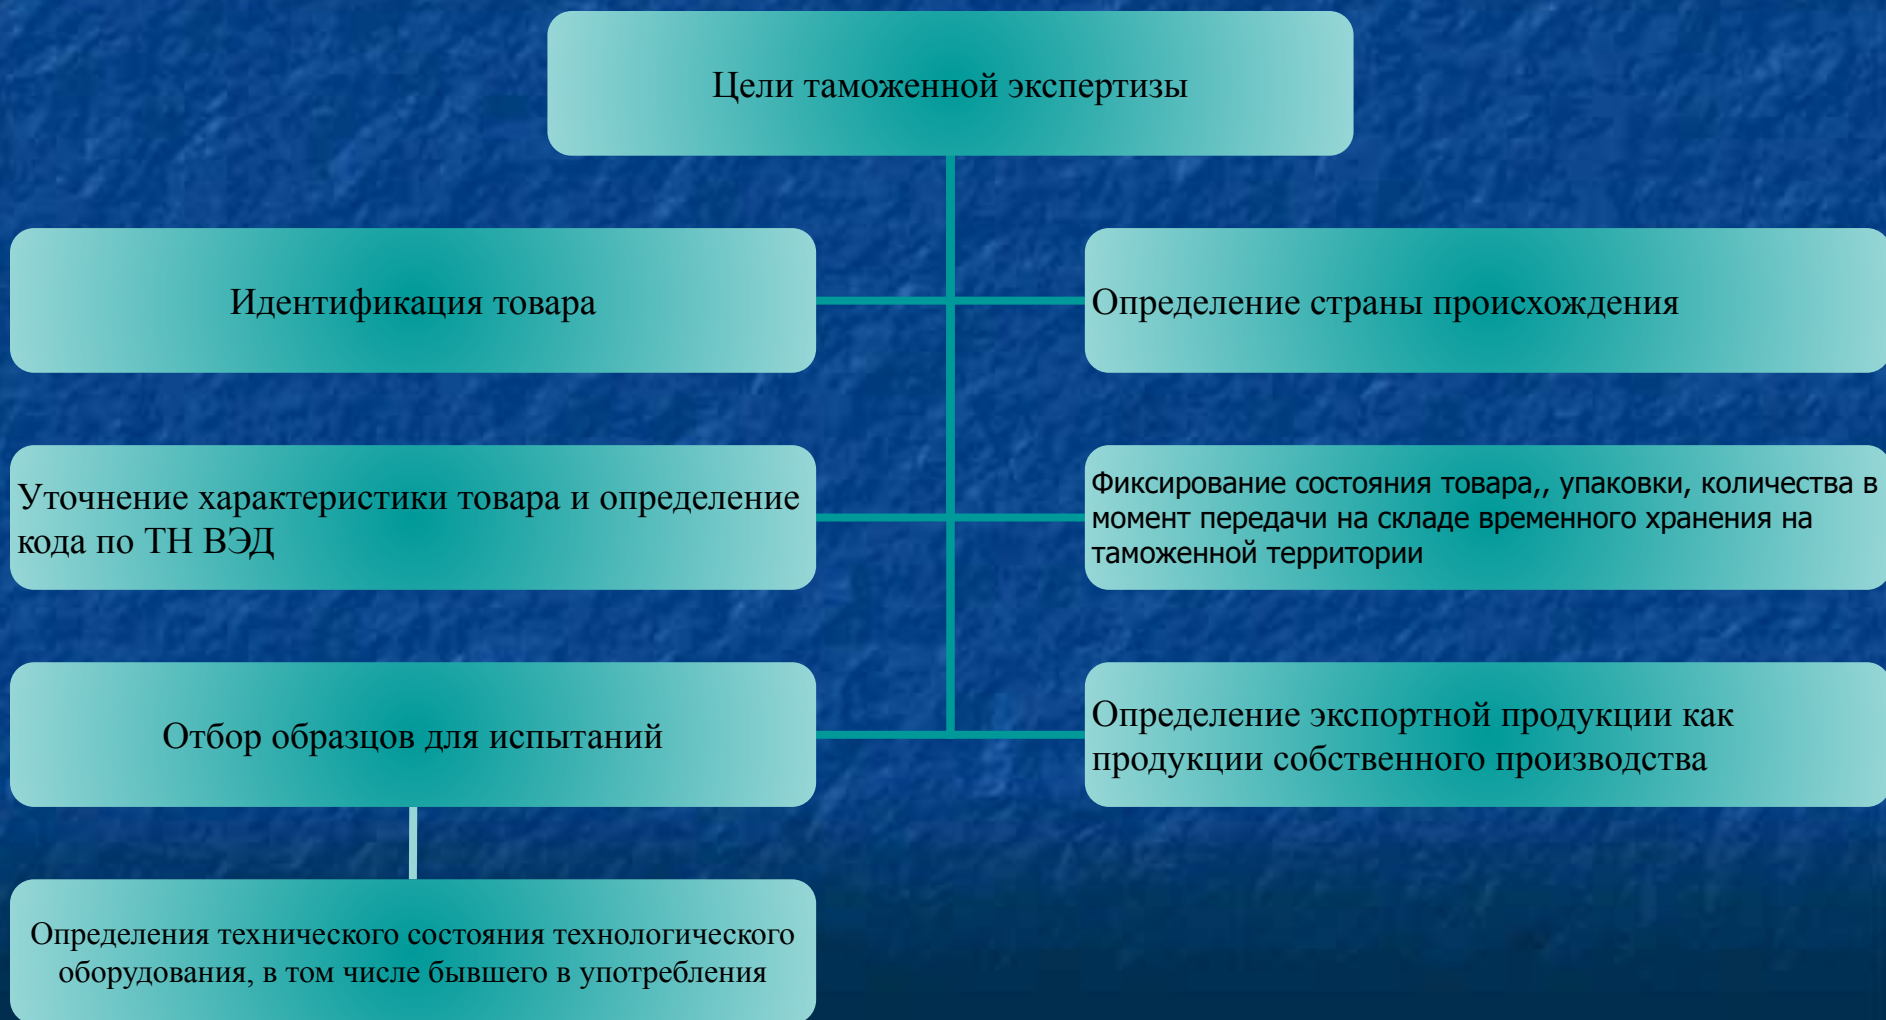 Цели таможенной экспертизы
Идентификация товара
Определение страны происхождения
Уточнение характеристики товара и определение
кода по ТН ВЭД
Фиксирование состояния товара,, упаковки, количества в
момент передачи на складе временного хранения на
таможенной территории
Отбор образцов для испытаний
Определение экспортной продукции как
продукции собственного производства
Определения технического состояния технологического
оборудования, в том числе бывшего в употребления